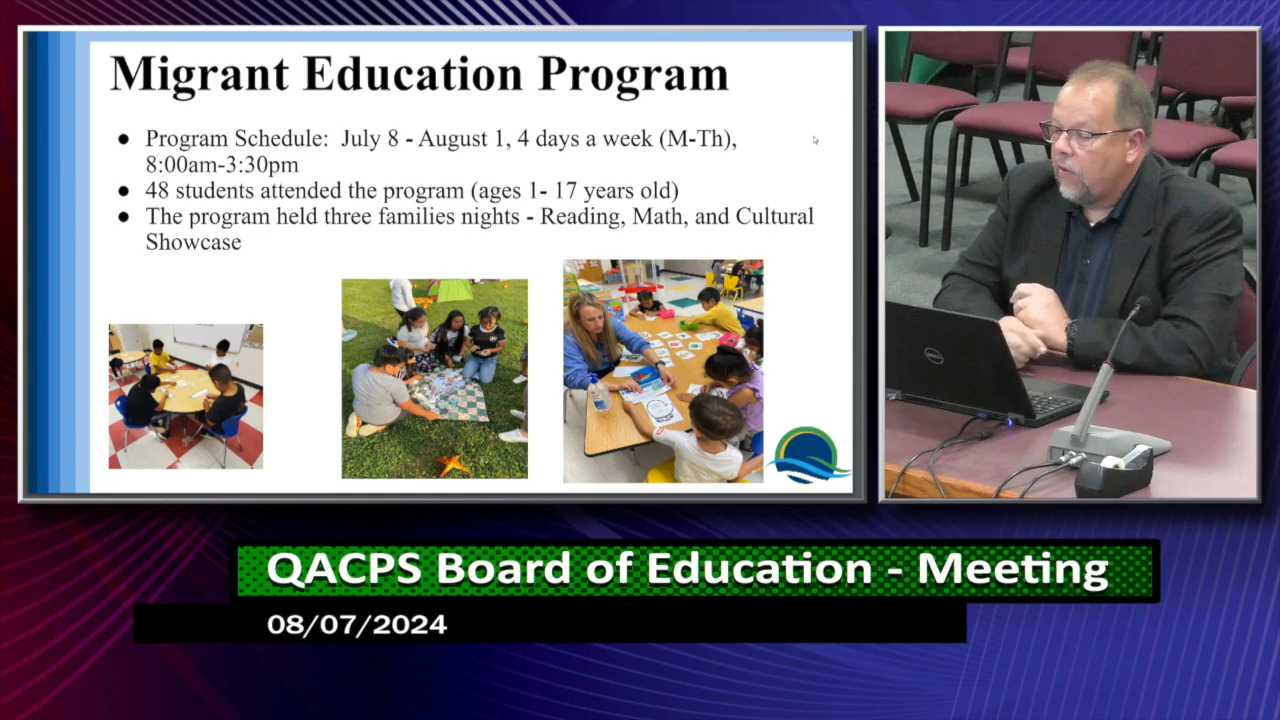 Migrant Education Program
● Program Schedule: July 8 - August 1, 4 days a week (M-Th),
8:00am-3:30pm
● 48 students attended the program (ages 1- 17 years old)
● The program held three families nights - Reading, Math, and Cultural
Showcase
DELL
QACPS Board of Education - Meeting
08/07/2024